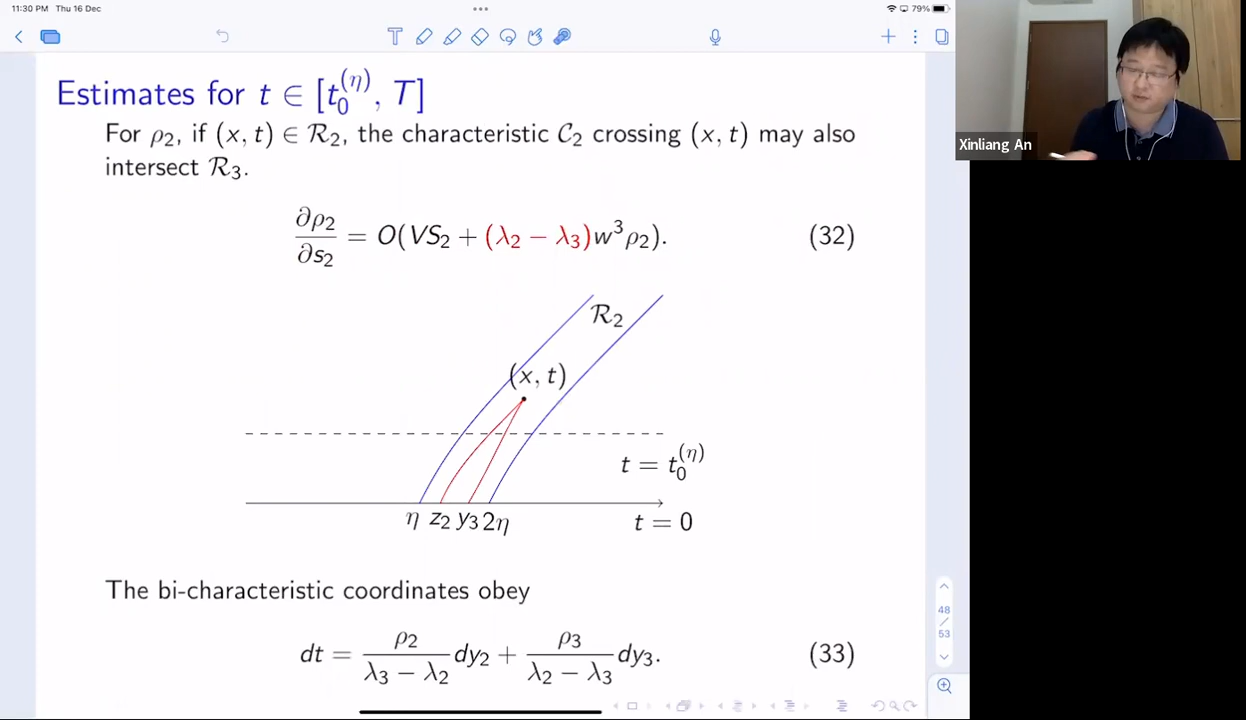 11:30 PM Thu 16 Dec
79%
Estimates for t ∈ [t₀^(η), T]
For ρ₂, if (x, t) ∈ 𝓡₂, the characteristic 𝒞₂ crossing (x, t) may also
intersect 𝓡₃.
∂ρ₂/∂s₂ = O(VS₂ + (λ₂ − λ₃)w³ρ₂). (32)
𝓡₂
(x, t)
t = t₀^(η)
η z₂ y₃ 2η t = 0
The bi-characteristic coordinates obey
dt = ρ₂/(λ₃ − λ₂) dy₂ + ρ₃/(λ₂ − λ₃) dy₃. (33)
48
/
53
Xinliang An